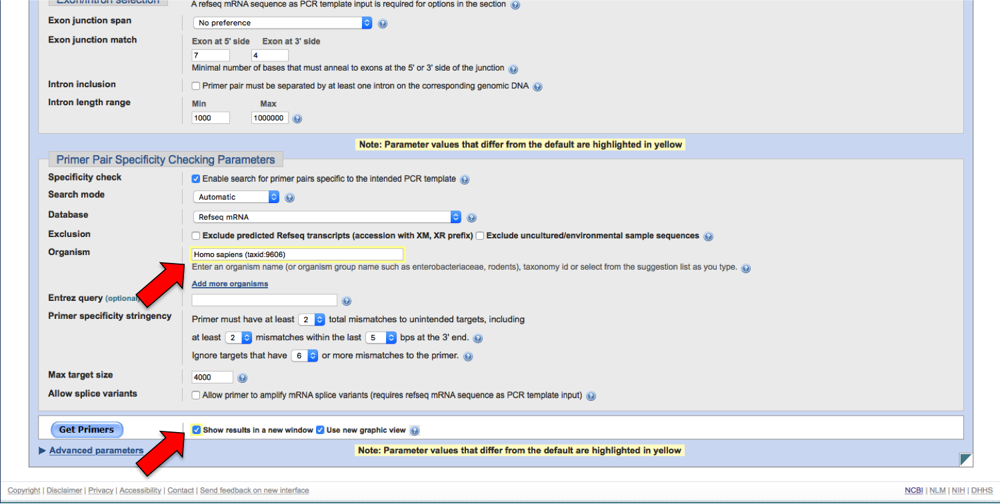 Exon/intron selection A refseq mRNA sequence as PCR template input is required for options in the section
Exon junction span No preference
Exon junction match Exon at 5' side Exon at 3' side
7 4
Minimal number of bases that must anneal to exons at the 5' or 3' side of the junction
Intron inclusion Primer pair must be separated by at least one intron on the corresponding genomic DNA
Intron length range Min Max
1000 1000000
Note: Parameter values that differ from the default are highlighted in yellow
Primer Pair Specificity Checking Parameters
Specificity check Enable search for primer pairs specific to the intended PCR template
Search mode Automatic
Database Refseq mRNA
Exclusion Exclude predicted Refseq transcripts (accession with XM, XR prefix) Exclude uncultured/environmental sample sequences
Organism Homo sapiens (taxid:9606)
Enter an organism name (or organism group name such as enterobacteriaceae, rodents), taxonomy id or select from the suggestion list as you type.
Add more organisms
Entrez query (optional)
Primer specificity stringency Primer must have at least 2 total mismatches to unintended targets, including
at least 2 mismatches within the last 5 bps at the 3' end.
Ignore targets that have 6 or more mismatches to the primer.
Max target size 4000
Allow splice variants Allow primer to amplify mRNA splice variants (requires refseq mRNA sequence as PCR template input)
Get Primers Show results in a new window Use new graphic view
Advanced parameters Note: Parameter values that differ from the default are highlighted in yellow
Copyright | Disclaimer | Privacy | Accessibility | Contact | Send feedback on new interface NCBI | NLM | NIH | DHHS